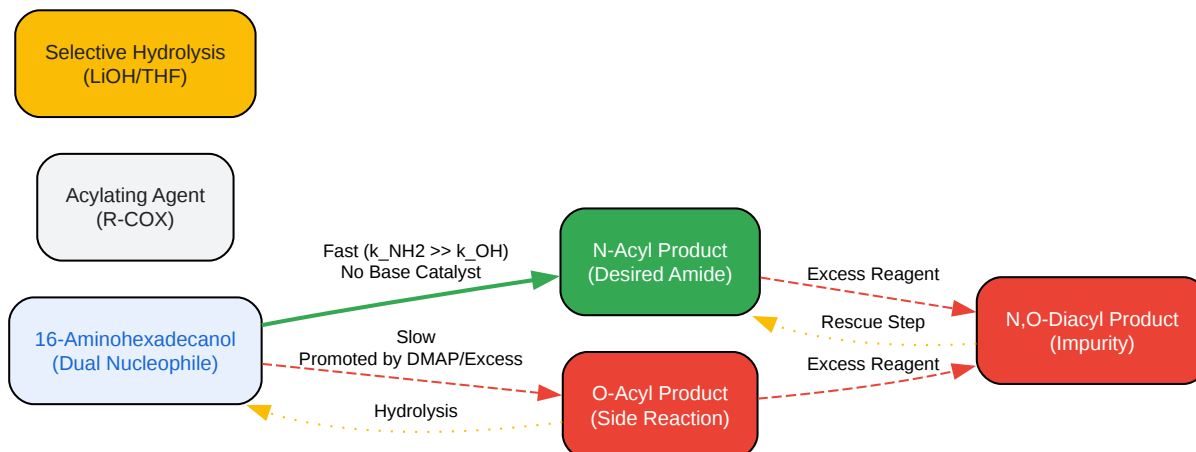 Selective Hydrolysis
(LiOH/THF)
Acylating Agent
(R-COX)
16-Aminohexadecanol
(Dual Nucleophile)
Fast (k_NH2 >> k_OH)
No Base Catalyst
Slow
Promoted by DMAP/Excess
Hydrolysis
N-Acyl Product
(Desired Amide)
O-Acyl Product
(Side Reaction)
Excess Reagent
Rescue Step
Excess Reagent
N,O-Diacyl Product
(Impurity)